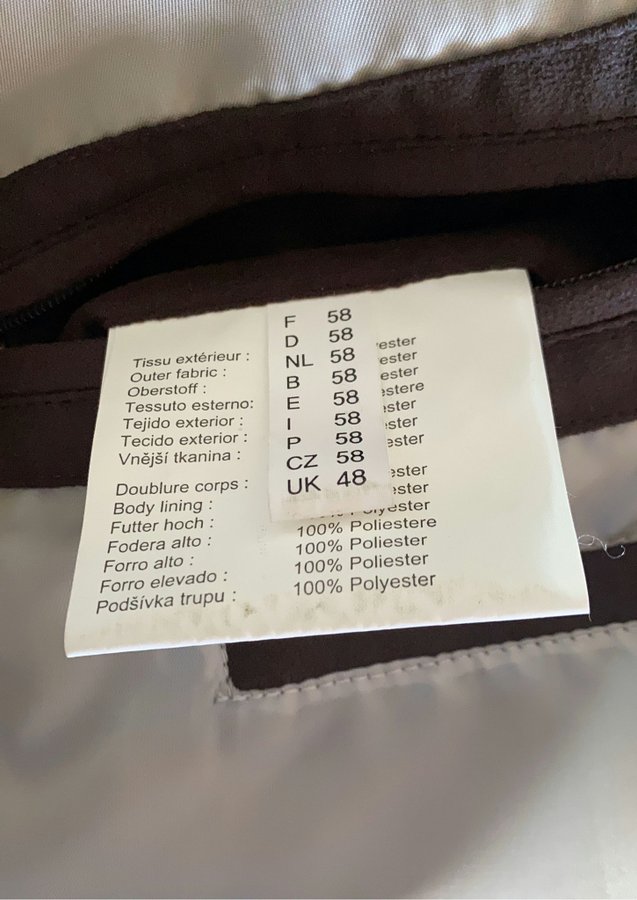 F 58
D 58
NL 58
B 58
E 58
I 58
P 58
CZ 58
UK 48
Tissu extérieur :
Outer fabric :
Oberstoff :
Tessuto esterno:
Tejido exterior :
Tecido exterior :
Vnější tkanina :
Doublure corps :
Body lining :
Futter hoch :
Fodera alto : 100% Poliestere
Forro alto : 100% Poliester
Forro elevado : 100% Poliester
Podšívka trupu : 100% Polyester